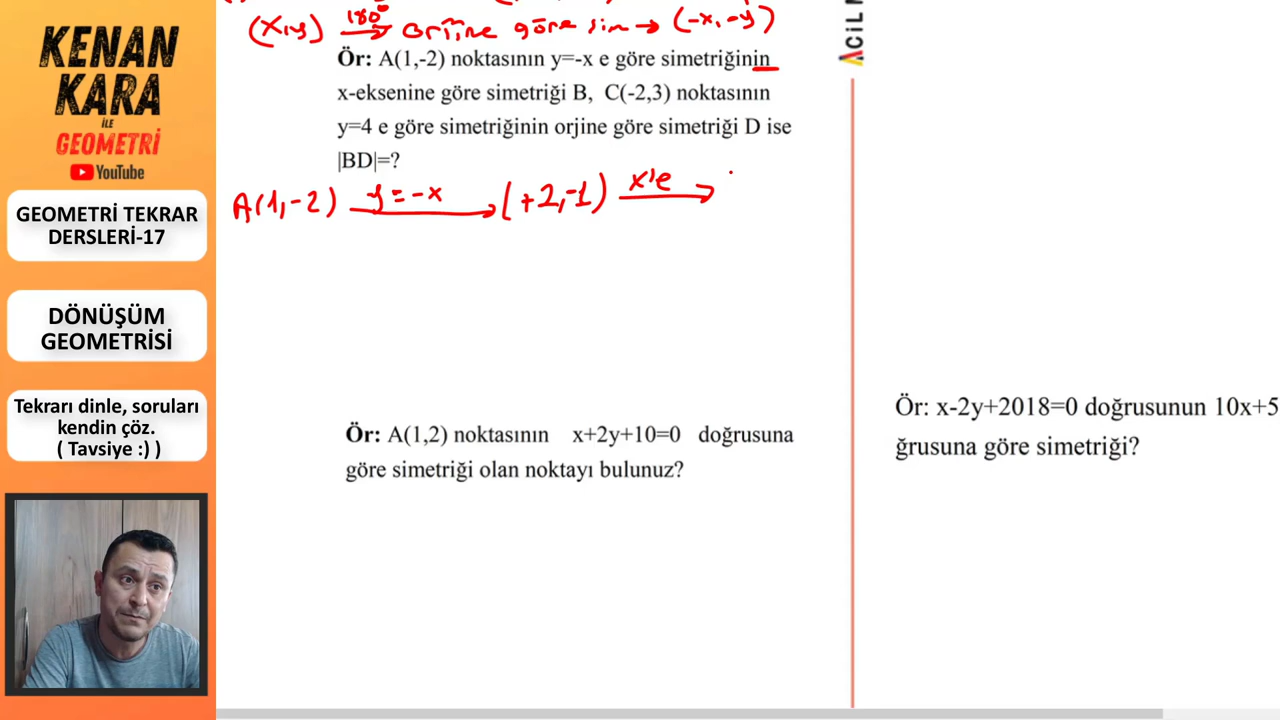 KENAN
KARA
İLE
GEOMETRİ
YouTube
GEOMETRİ TEKRAR
DERSLERİ-17
DÖNÜŞÜM
GEOMETRİSİ
Tekrarı dinle, soruları
kendin çöz.
( Tavsiye :) )
(x,y) 180° orijine göre sim → (-x,-y)
Ör: A(1,-2) noktasının y=-x e göre simetriğinin
x-eksenine göre simetriği B, C(-2,3) noktasının
y=4 e göre simetriğinin orjine göre simetriği D ise
|BD|=?
A(1,-2) y=-x (+2,-1) x'e
Ör: A(1,2) noktasının x+2y+10=0 doğrusuna
göre simetriği olan noktayı bulunuz?
ACİL M
Ör: x-2y+2018=0 doğrusunun 10x+5
ğrusuna göre simetriği?